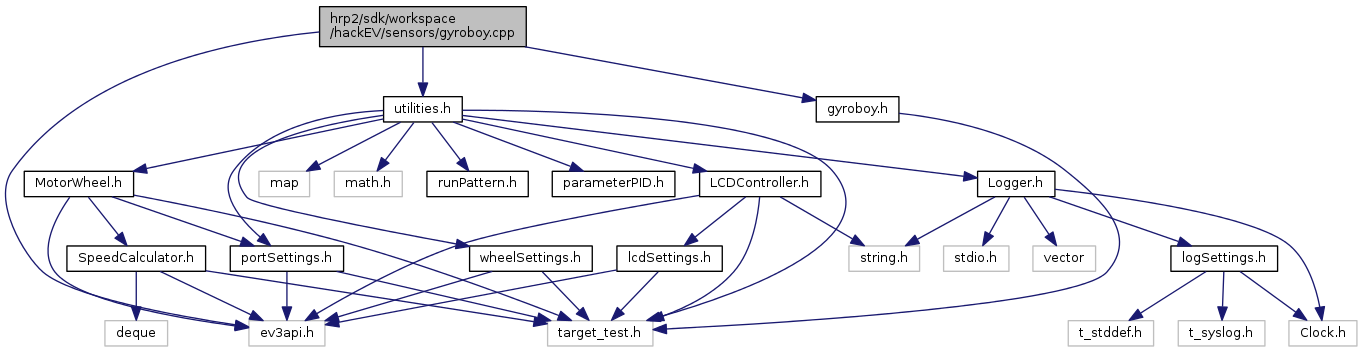 hrp2/sdk/workspace
/hackEV/sensors/gyroboy.cpp
utilities.h
gyroboy.h
MotorWheel.h
map
math.h
runPattern.h
parameterPID.h
LCDController.h
Logger.h
SpeedCalculator.h
portSettings.h
wheelSettings.h
lcdSettings.h
string.h
stdio.h
vector
logSettings.h
deque
ev3api.h
target_test.h
t_stddef.h
t_syslog.h
Clock.h